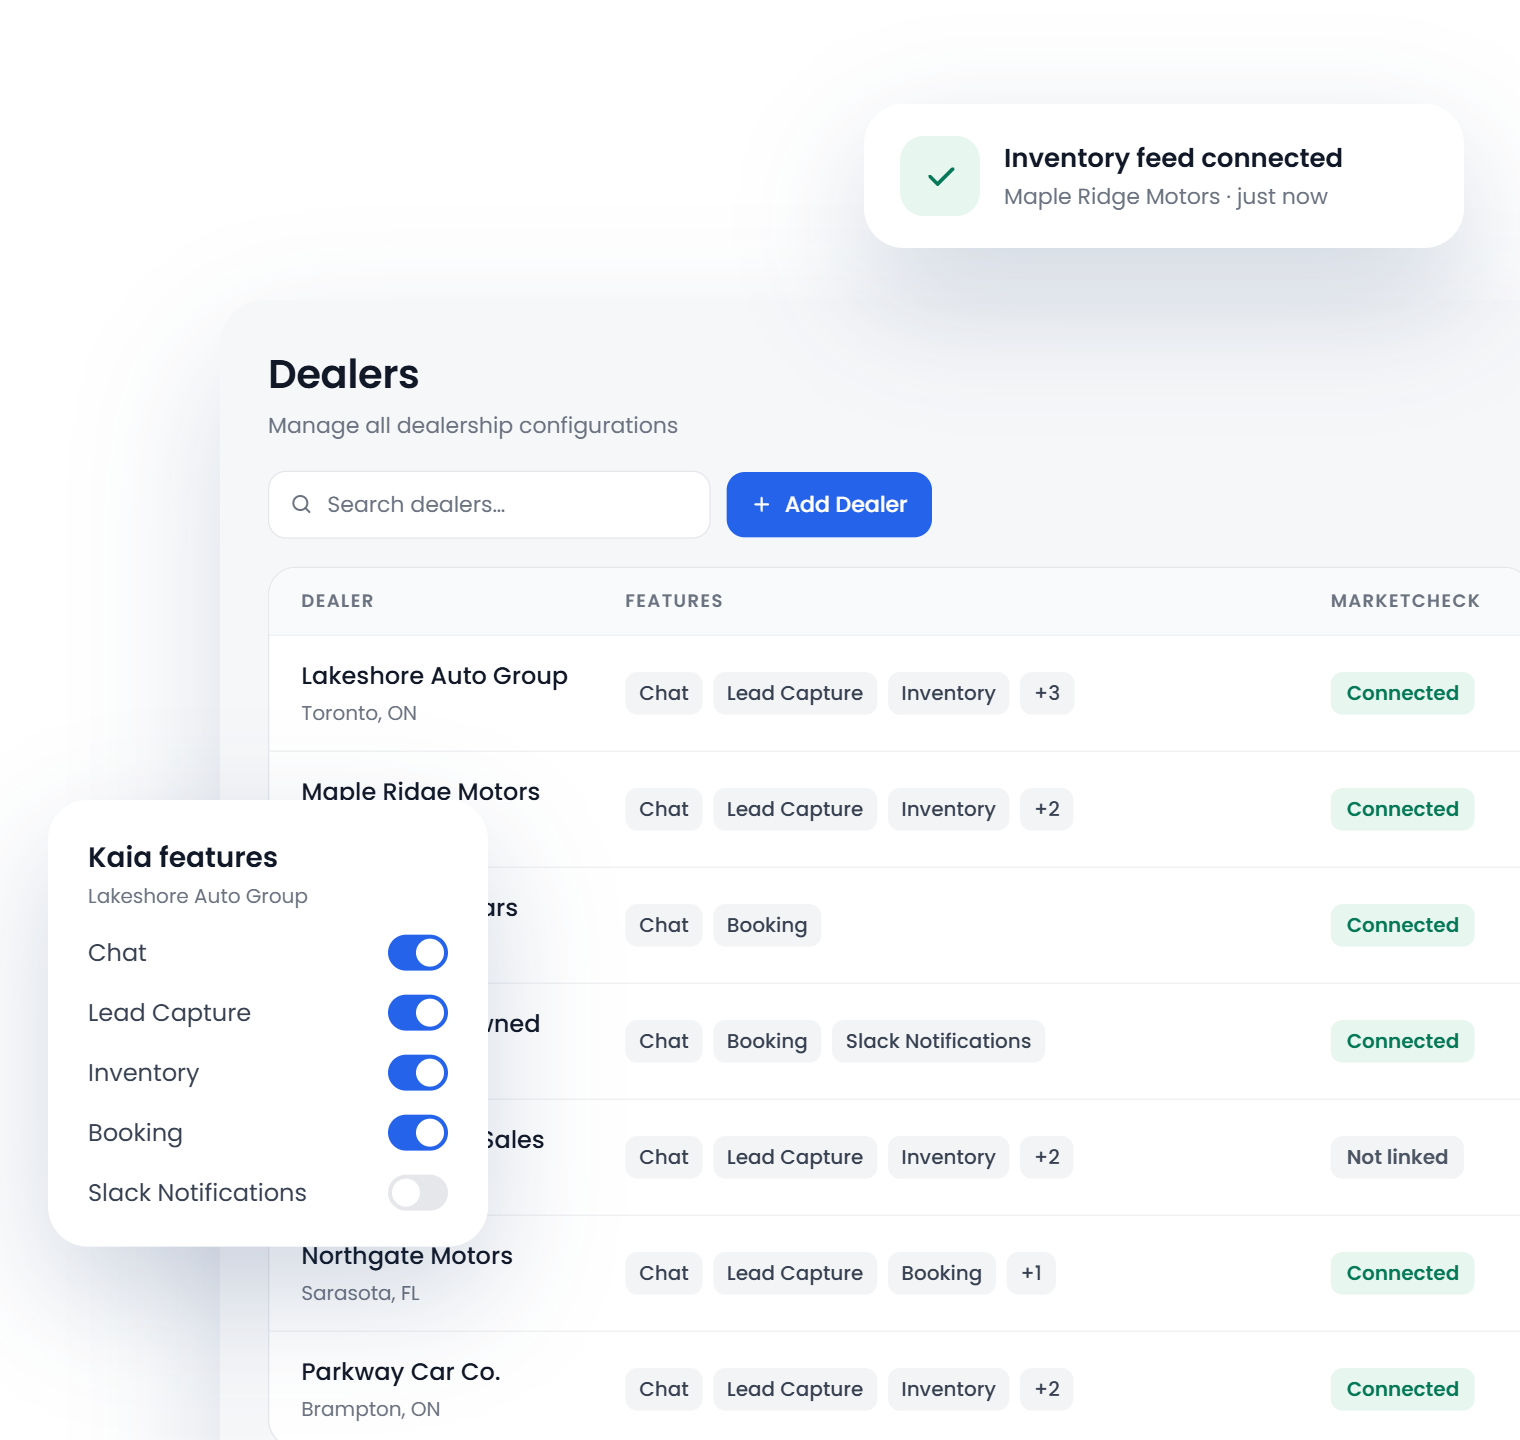 Inventory feed connected
Maple Ridge Motors · just now
Dealers
Manage all dealership configurations
Search dealers...
+ Add Dealer
DEALER FEATURES MARKETCHECK
Lakeshore Auto Group
Toronto, ON
Chat Lead Capture Inventory +3 Connected
Maple Ridge Motors
Chat Lead Capture Inventory +2 Connected
Chat Booking Connected
Chat Booking Slack Notifications Connected
Sales
Chat Lead Capture Inventory +2 Not linked
Kaia features
Lakeshore Auto Group
Chat
Lead Capture
Inventory
Booking
Slack Notifications
Northgate Motors
Sarasota, FL
Chat Lead Capture Booking +1 Connected
Parkway Car Co.
Brampton, ON
Chat Lead Capture Inventory +2 Connected